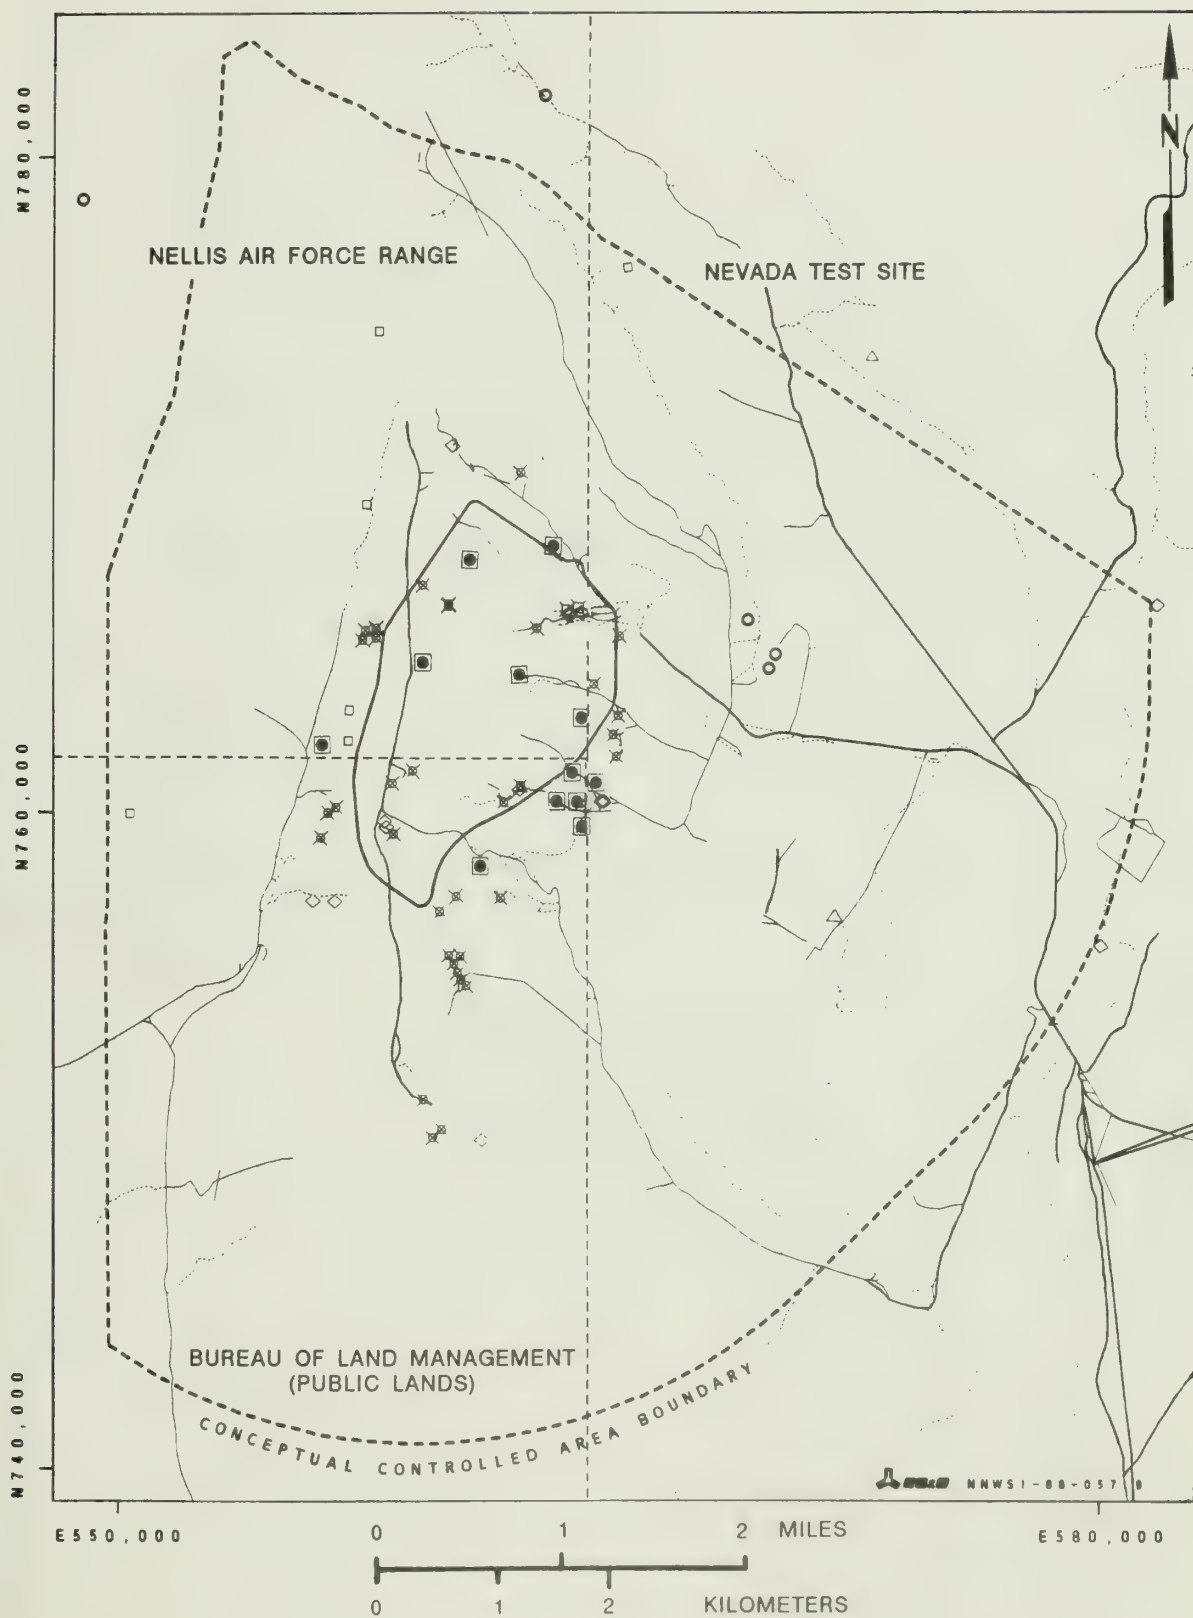 N780,000
N
NELLIS AIR FORCE RANGE
NEVADA TEST SITE
N760,000
BUREAU OF LAND MANAGEMENT
(PUBLIC LANDS)
CONCEPTUAL CONTROLLED AREA BOUNDARY
N740,000
NNWSI-88-057
E550,000
E580,000
0 1 2 MILES
0 1 2 KILOMETERS